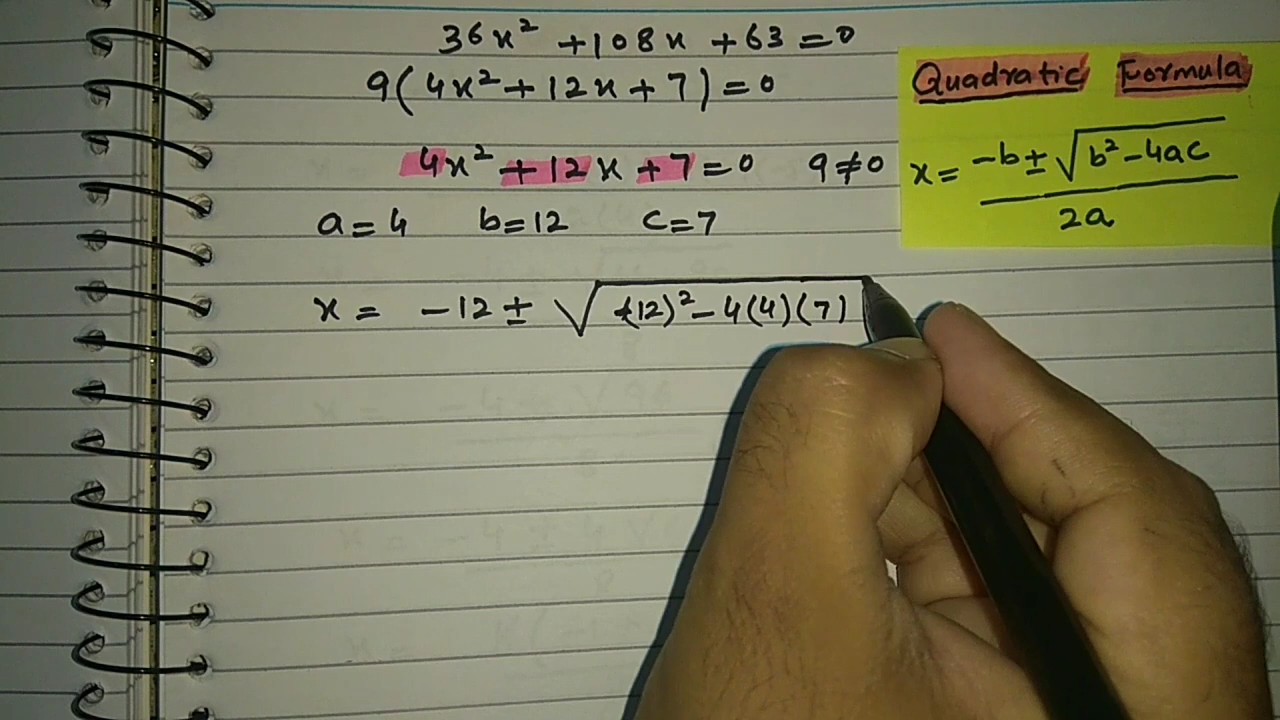 36x² +108x +63=0
9(4x²+12x+7)=0
4x² +12x +7=0 9≠0
a=4 b=12 c=7
x= -12 ± √(12)²-4(4)(7)
Quadratic Formula
x= -b±√b²-4ac
2a